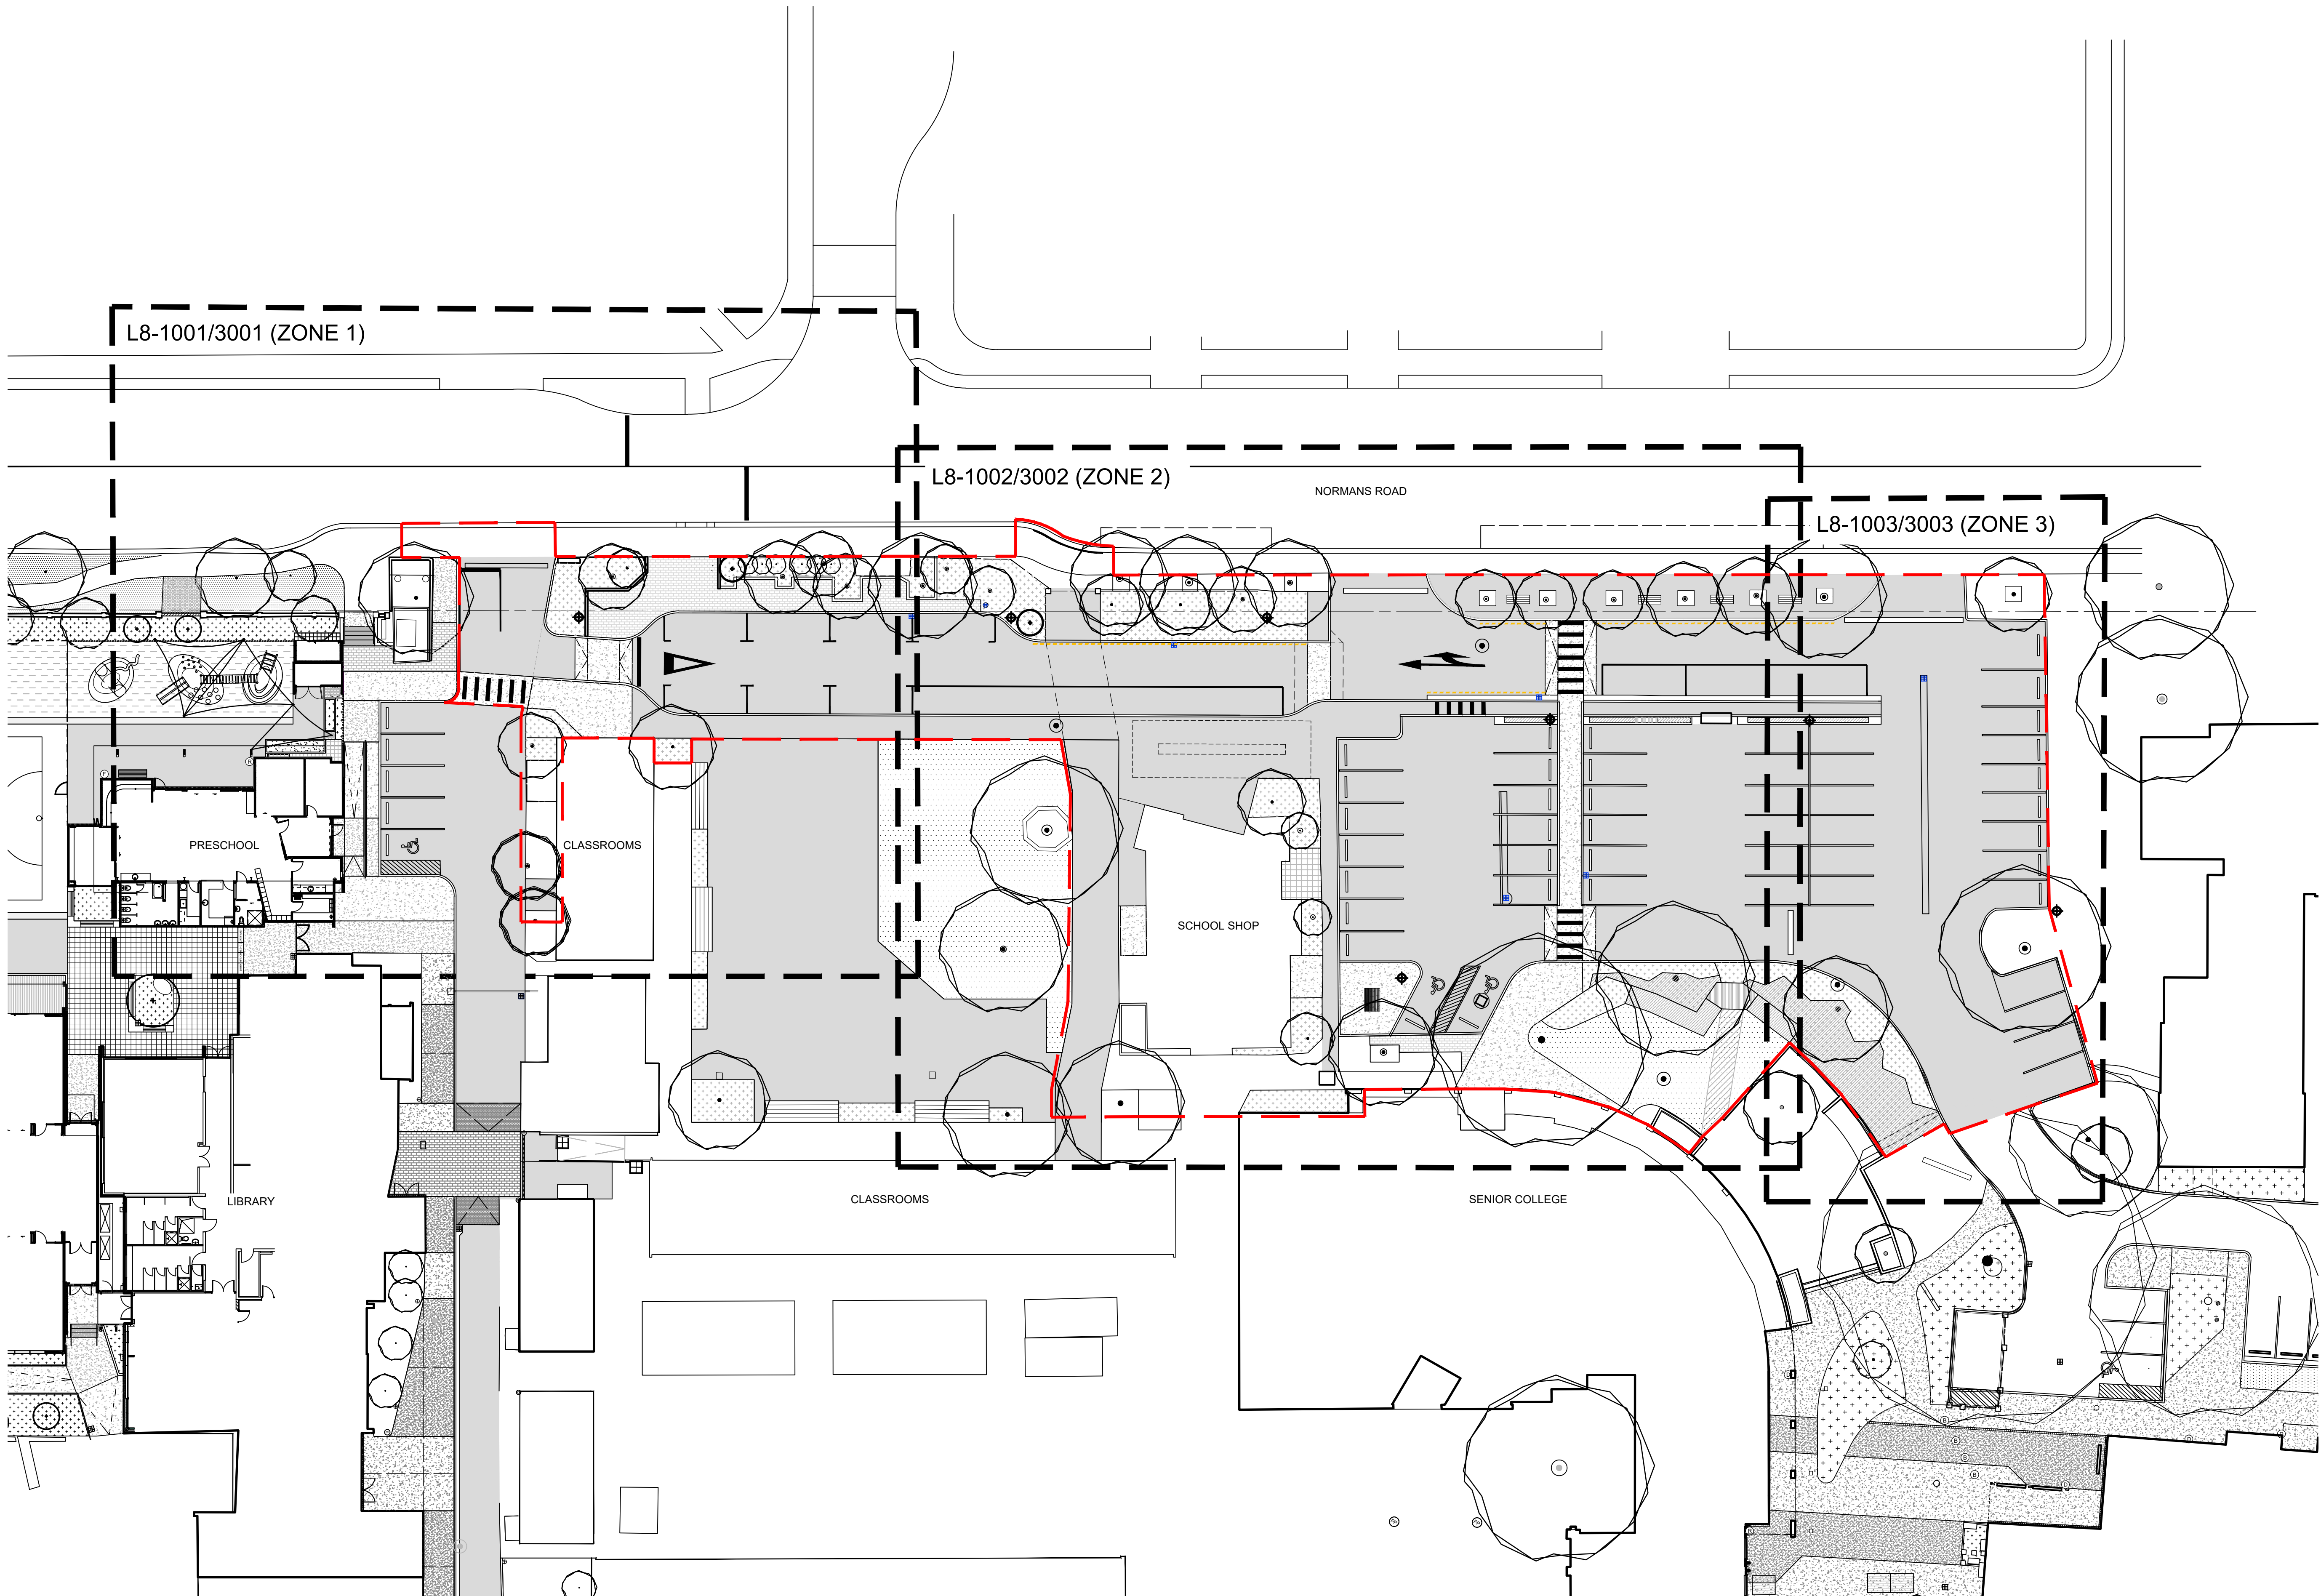 L8-1001/3001 (ZONE 1)
L8-1002/3002 (ZONE 2)
NORMANS ROAD
L8-1003/3003 (ZONE 3)
PRESCHOOL
CLASSROOMS
SCHOOL SHOP
LIBRARY
CLASSROOMS
SENIOR COLLEGE